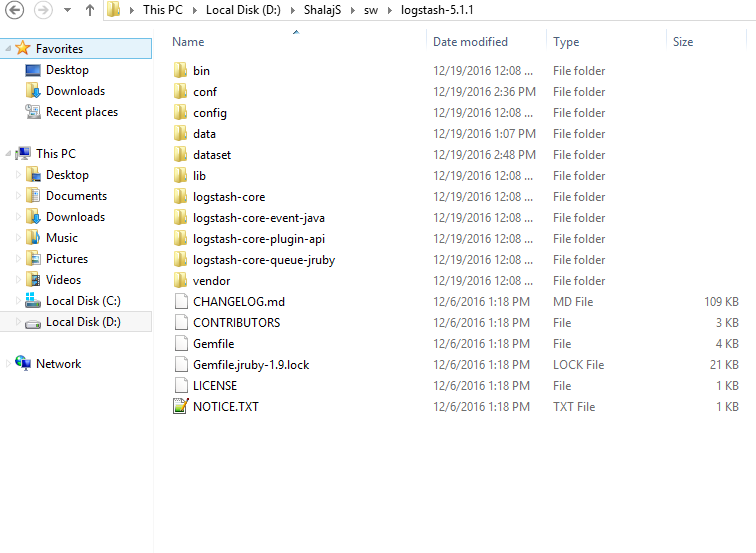 This PC Local Disk (D:) ShalajS sw logstash-5.1.1
Favorites
Desktop
Downloads
Recent places
This PC
Desktop
Documents
Downloads
Music
Pictures
Videos
Local Disk (C:)
Local Disk (D:)
Network
Name Date modified Type Size
bin 12/19/2016 12:08 ... File folder
conf 12/19/2016 2:36 PM File folder
config 12/19/2016 12:08 ... File folder
data 12/19/2016 1:07 PM File folder
dataset 12/19/2016 2:48 PM File folder
lib 12/19/2016 12:08 ... File folder
logstash-core 12/19/2016 12:08 ... File folder
logstash-core-event-java 12/19/2016 12:08 ... File folder
logstash-core-plugin-api 12/19/2016 12:08 ... File folder
logstash-core-queue-jruby 12/19/2016 12:08 ... File folder
vendor 12/19/2016 12:08 ... File folder
CHANGELOG.md 12/6/2016 1:18 PM MD File 109 KB
CONTRIBUTORS 12/6/2016 1:18 PM File 3 KB
Gemfile 12/6/2016 1:18 PM File 4 KB
Gemfile.jruby-1.9.lock 12/6/2016 1:18 PM LOCK File 21 KB
LICENSE 12/6/2016 1:18 PM File 1 KB
NOTICE.TXT 12/6/2016 1:18 PM TXT File 1 KB